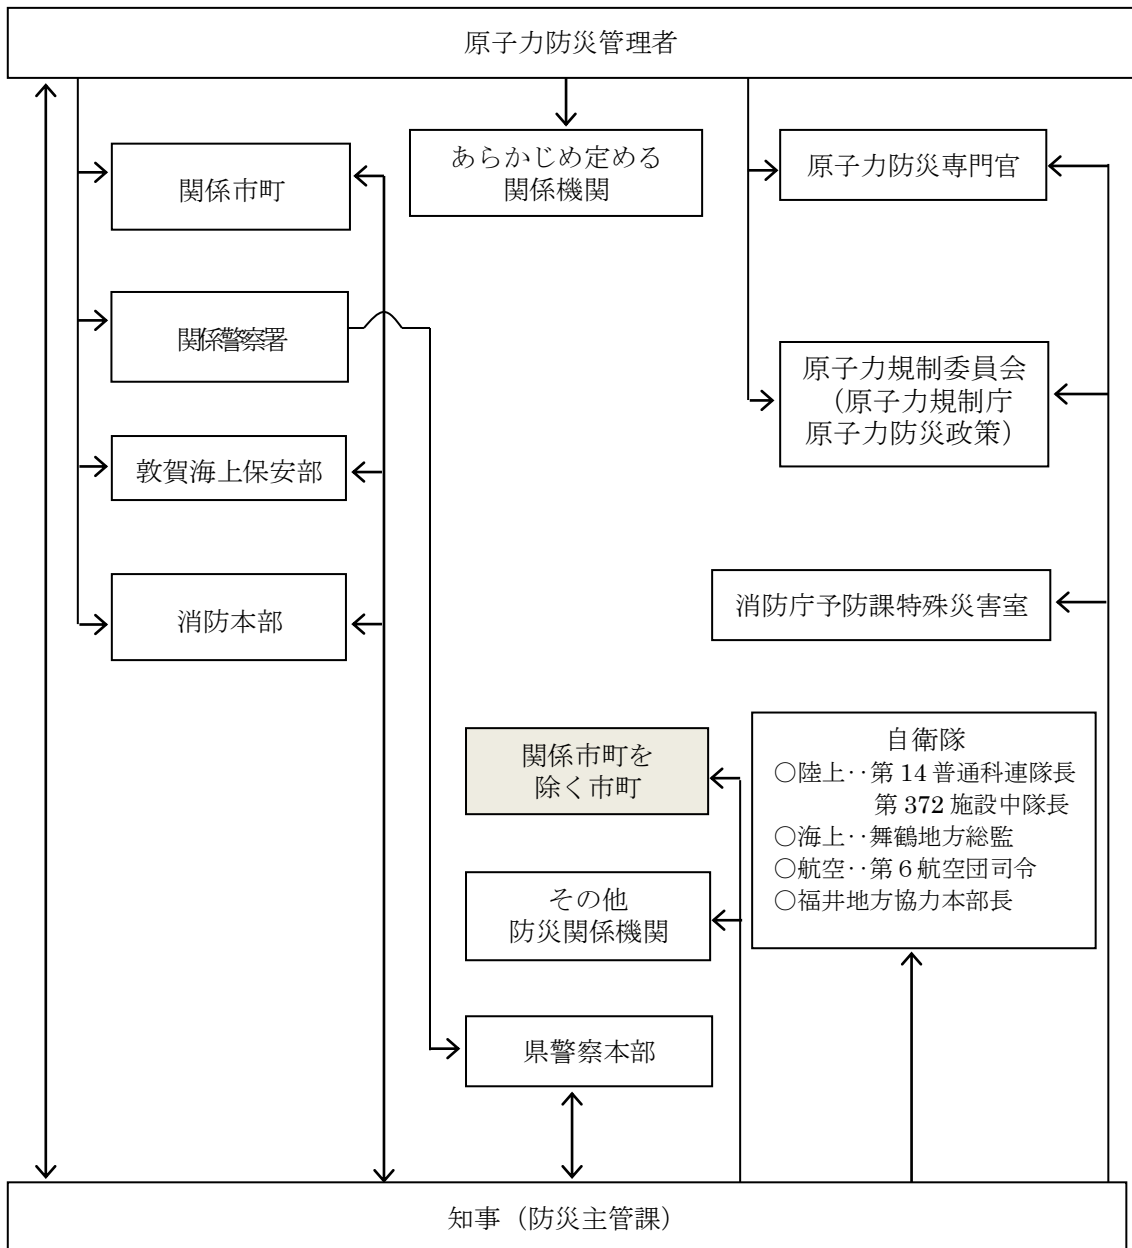 原子力防災管理者
あらかじめ定める
関係機関
原子力防災専門官
関係市町
関係警察署
原子力規制委員会
（原子力規制庁
原子力防災政策）
敦賀海上保安部
消防本部
消防庁予防課特殊災害室
関係市町を
除く市町
自衛隊
○陸上‥第 14 普通科連隊長
第 372 施設中隊長
○海上‥舞鶴地方総監
○航空‥第 6 航空団司令
○福井地方協力本部長
その他
防災関係機関
県警察本部
知事（防災主管課）